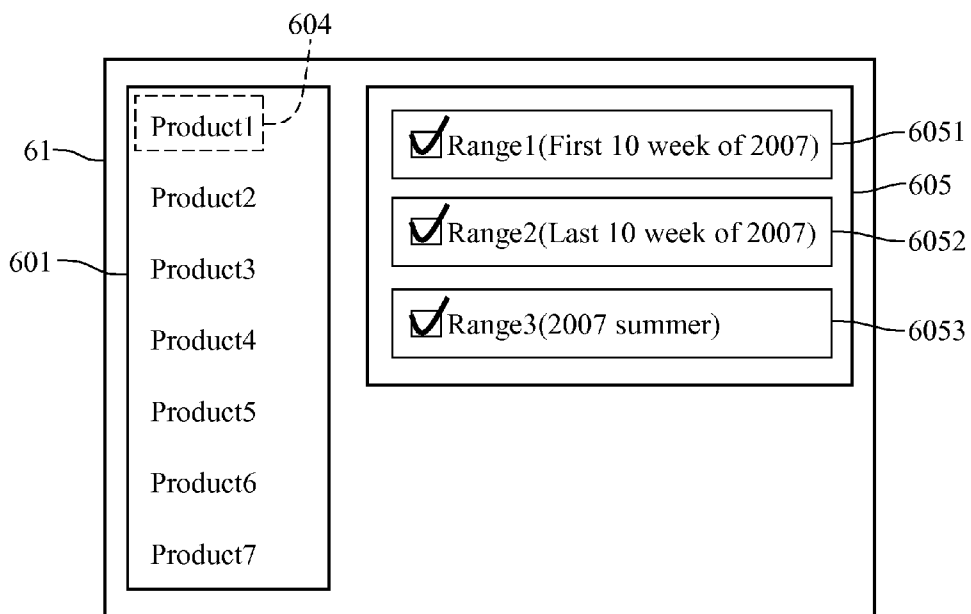 604
61
601
Product1
Product2
Product3
Product4
Product5
Product6
Product7
Range1(First 10 week of 2007)
Range2(Last 10 week of 2007)
Range3(2007 summer)
6051
605
6052
6053